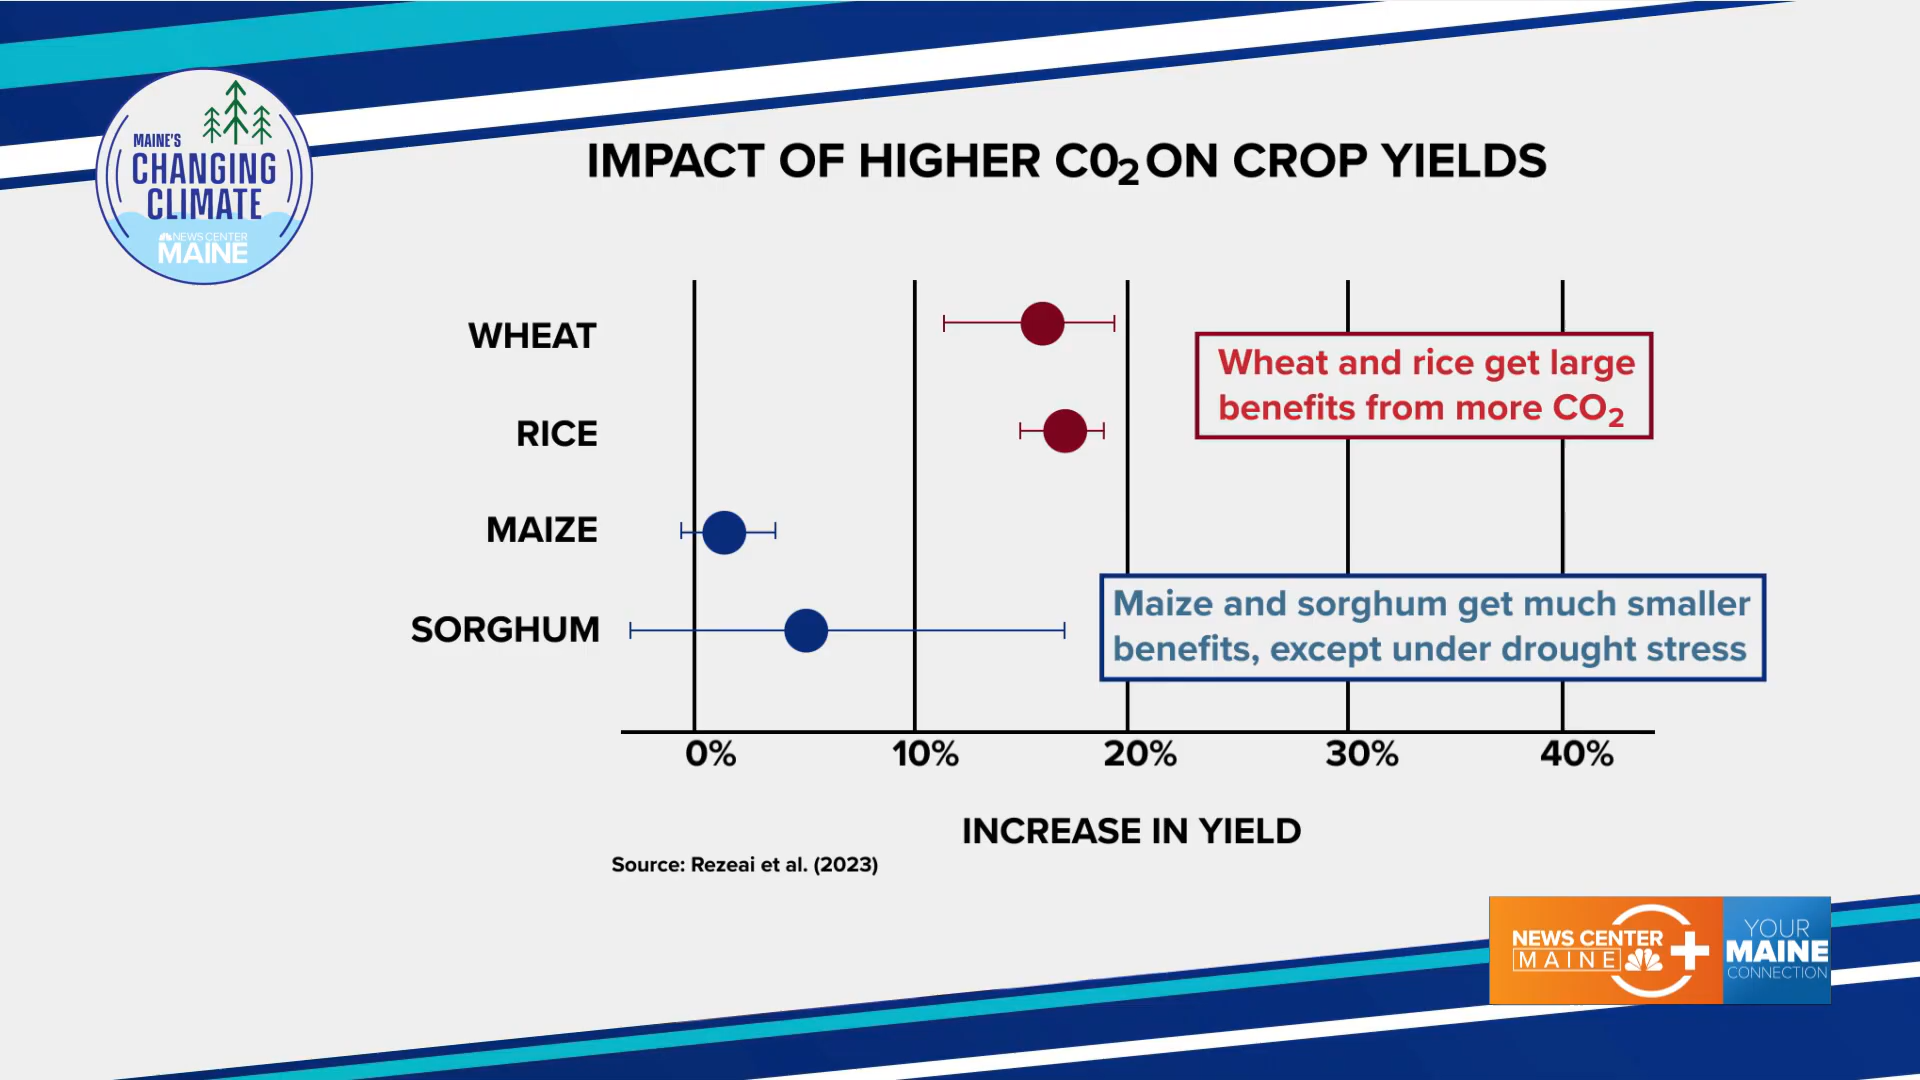 MAINE'S
CHANGING
CLIMATE
NEWS CENTER
MAINE
IMPACT OF HIGHER C0₂ ON CROP YIELDS
WHEAT
RICE
MAIZE
SORGHUM
Wheat and rice get large
benefits from more CO₂
Maize and sorghum get much smaller
benefits, except under drought stress
0% 10% 20% 30% 40%
INCREASE IN YIELD
Source: Rezeai et al. (2023)
NEWS CENTER
MAINE
YOUR
MAINE
CONNECTION